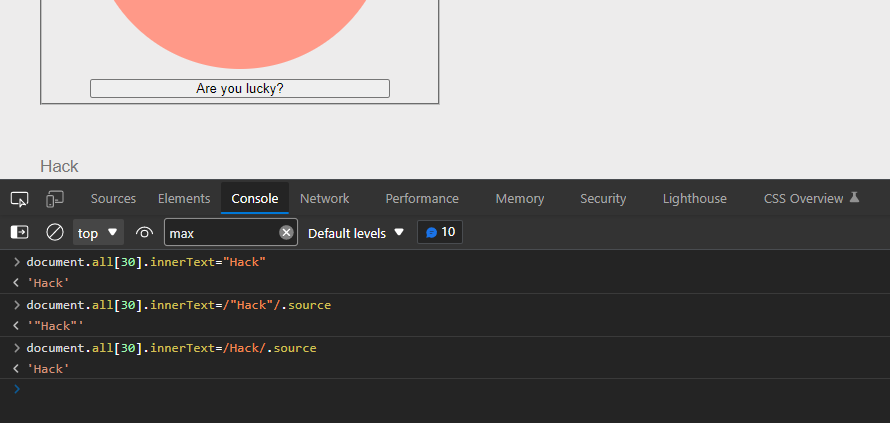 Are you lucky?
Hack
Sources Elements Console Network Performance Memory Security Lighthouse CSS Overview
top max Default levels 10
document.all[30].innerText="Hack"
'Hack'
document.all[30].innerText=/"Hack"/.source
'"Hack"'
document.all[30].innerText=/Hack/.source
'Hack'